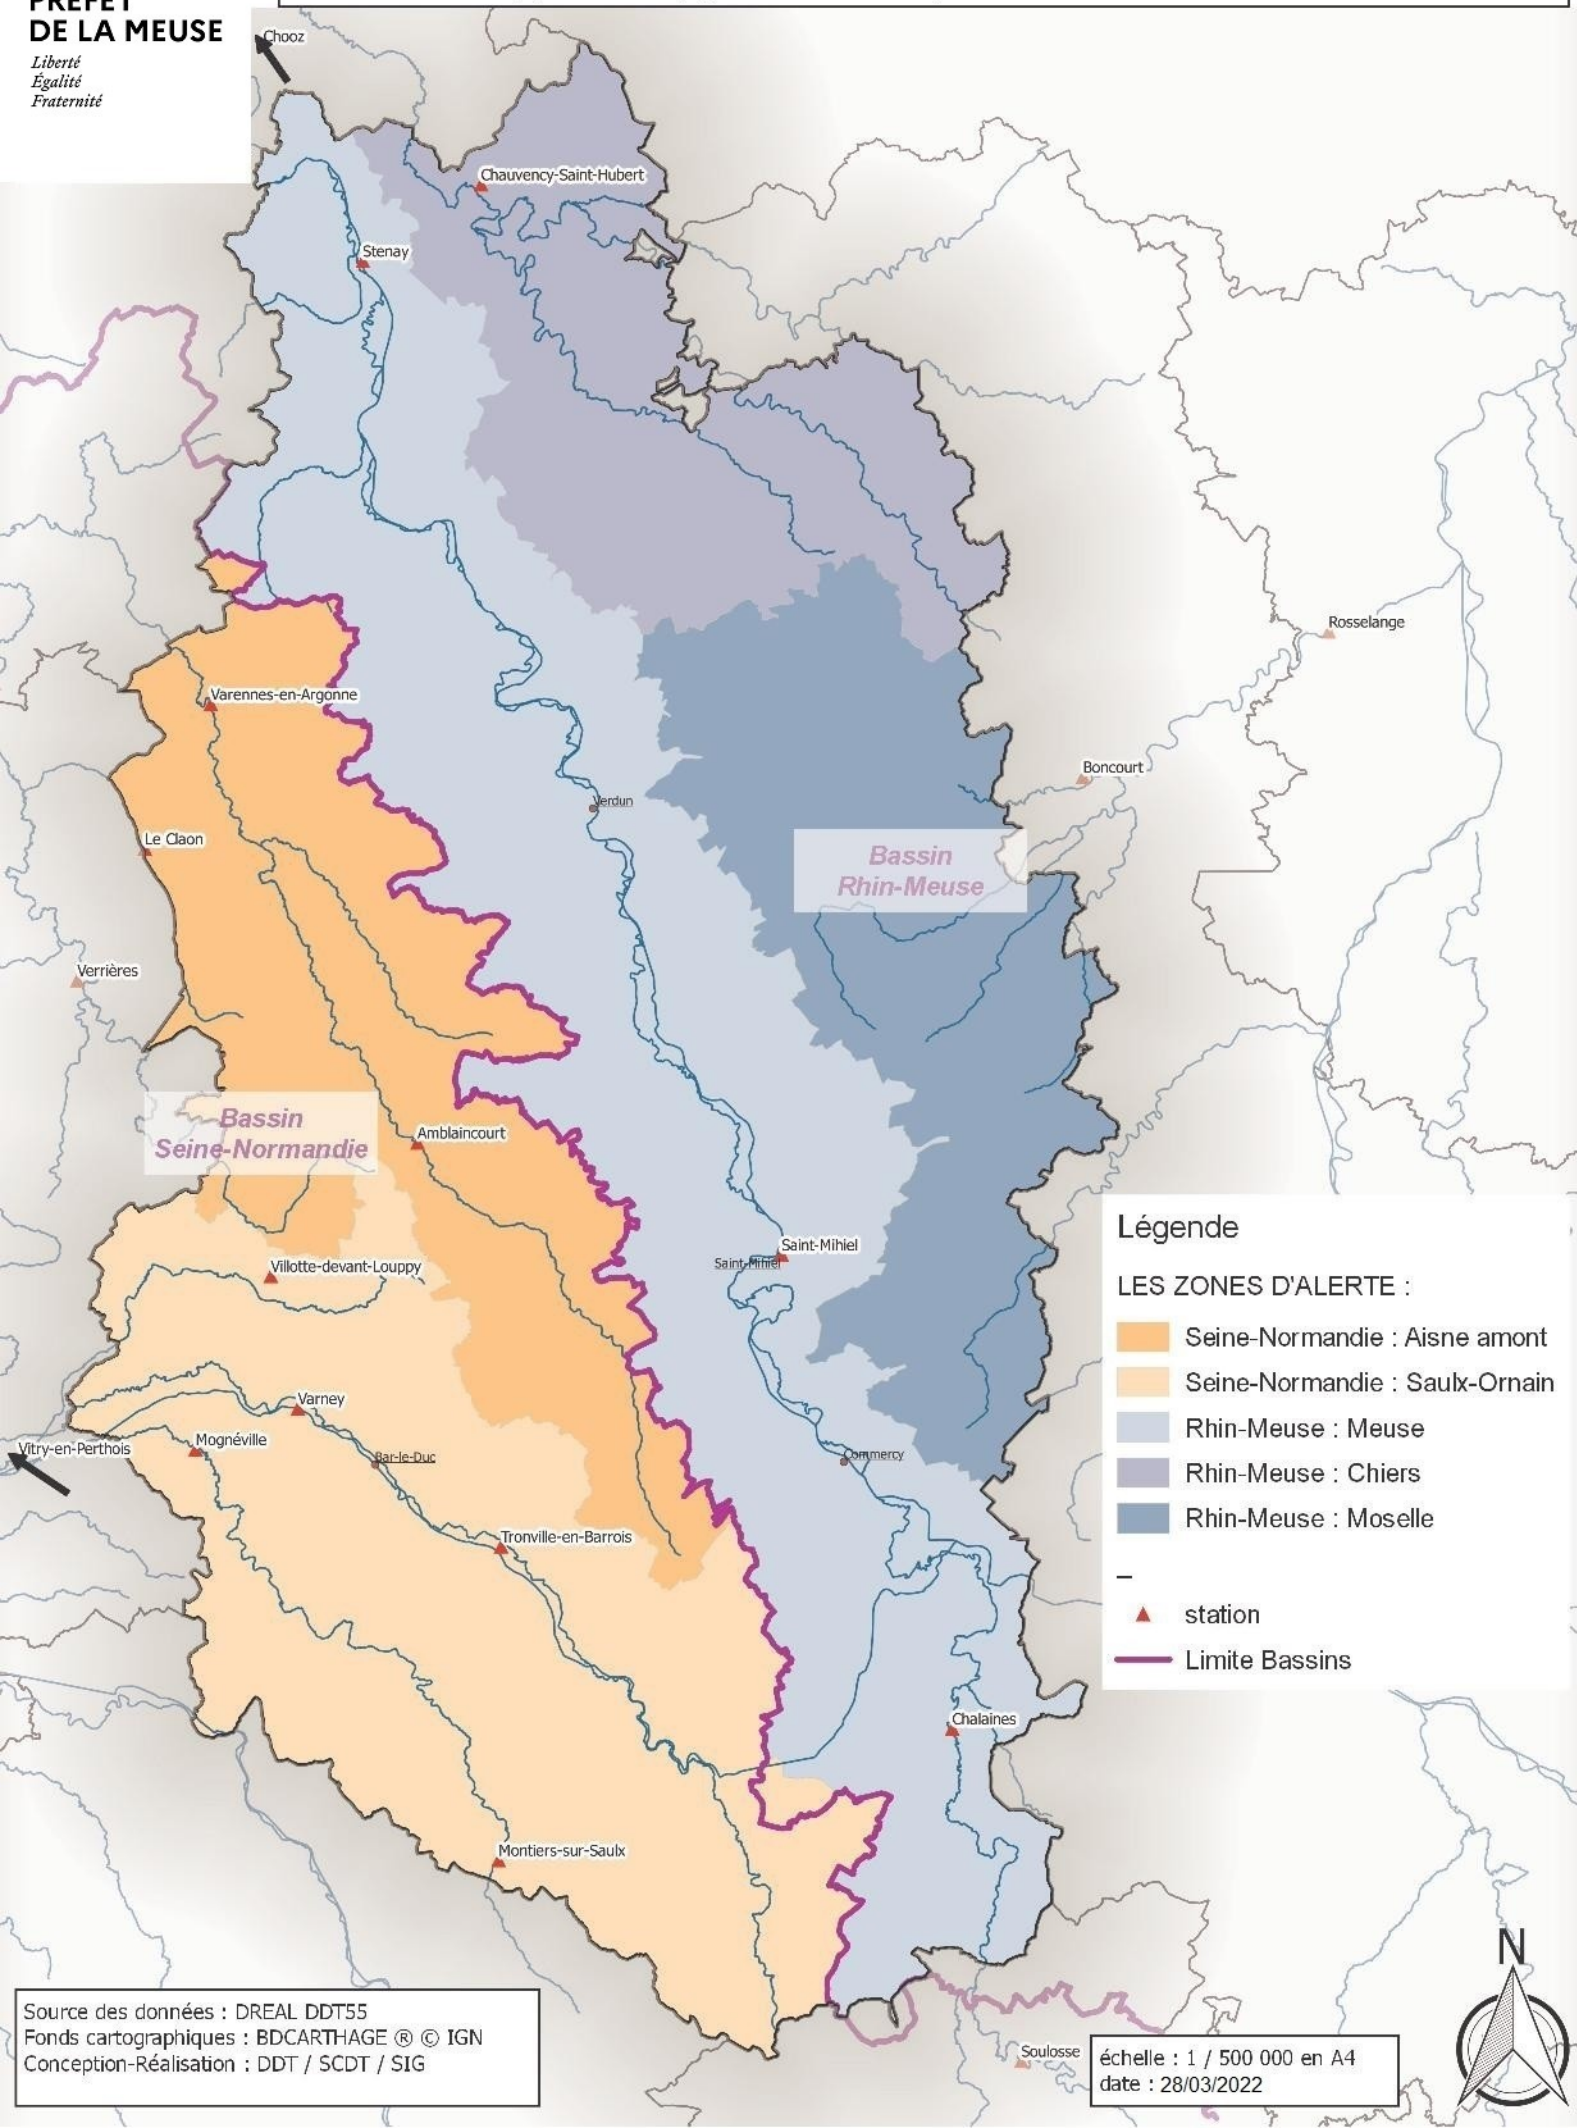 PRÉFET
DE LA MEUSE
Liberté
Égalité
Fraternité
Chooz
Chauvency-Saint-Hubert
Stenay
Rosselange
Varennes-en-Argonne
Boncourt
Verdun
Le Claon
Bassin
Rhin-Meuse
Verrières
Bassin
Seine-Normandie
Amblaincourt
Saint-Mihiel
Saint-Mihiel
Villotte-devant-Louppy
Varney
Mognéville
Vitry-en-Perthois
Bar-le-Duc
Commercy
Tronville-en-Barrois
Chalaines
Montiers-sur-Saulx
Soulosse
Légende
LES ZONES D'ALERTE :
Seine-Normandie : Aisne amont
Seine-Normandie : Saulx-Ornain
Rhin-Meuse : Meuse
Rhin-Meuse : Chiers
Rhin-Meuse : Moselle
–
station
Limite Bassins
N
Source des données : DREAL DDT55
Fonds cartographiques : BDCARTHAGE ® © IGN
Conception-Réalisation : DDT / SCDT / SIG
échelle : 1 / 500 000 en A4
date : 28/03/2022